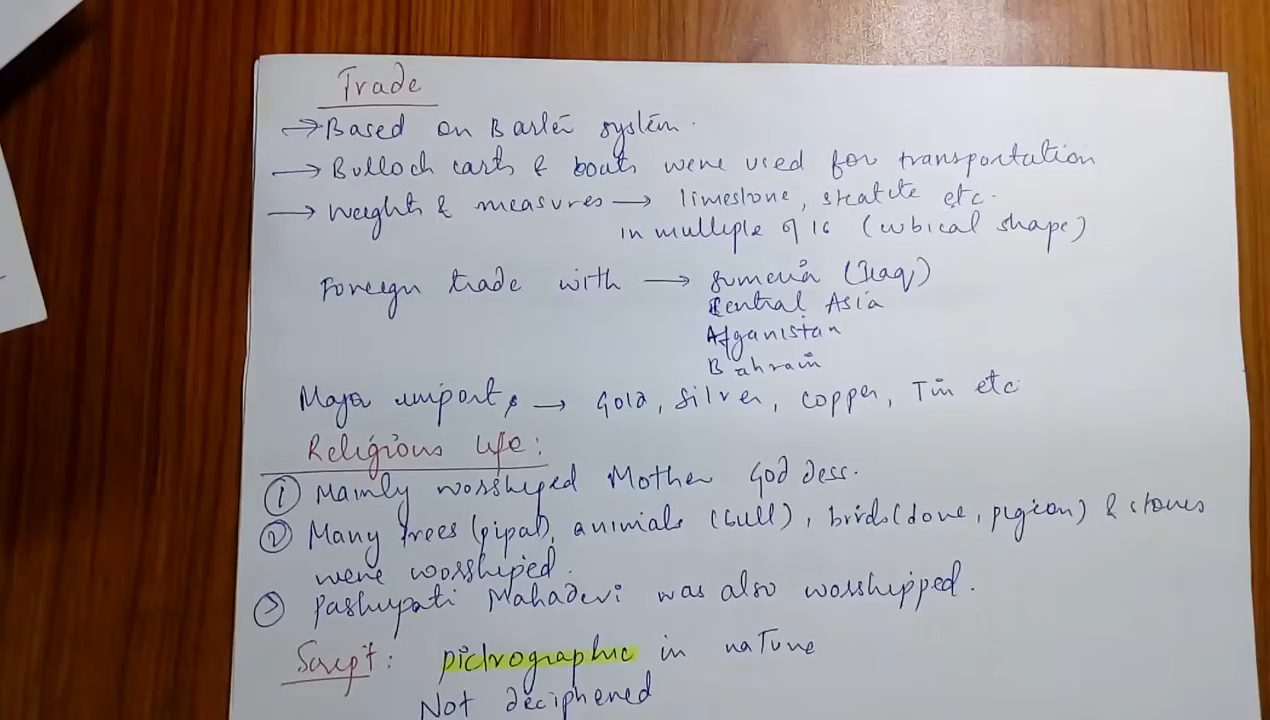 Trade
→ Based on Barter system.
→ Bulloch carts & boats were used for transportation
→ Weights & measures → limestone, steatite etc.
in multiple of 16 (cubical shape)
Foreign trade with → Sumeria (Iraq)
Central Asia
Afganistan
Bahrain
Major imports → Gold, Silver, copper, Tin etc
Religious life:
① Mainly worshiped Mother Goddess.
② Many trees (pipal), animals (bull), birds (dove, pigeon) & stones
were worshiped.
③ Pashupati Mahadevi was also worshipped.
Script: pictrographic in nature
Not deciphered